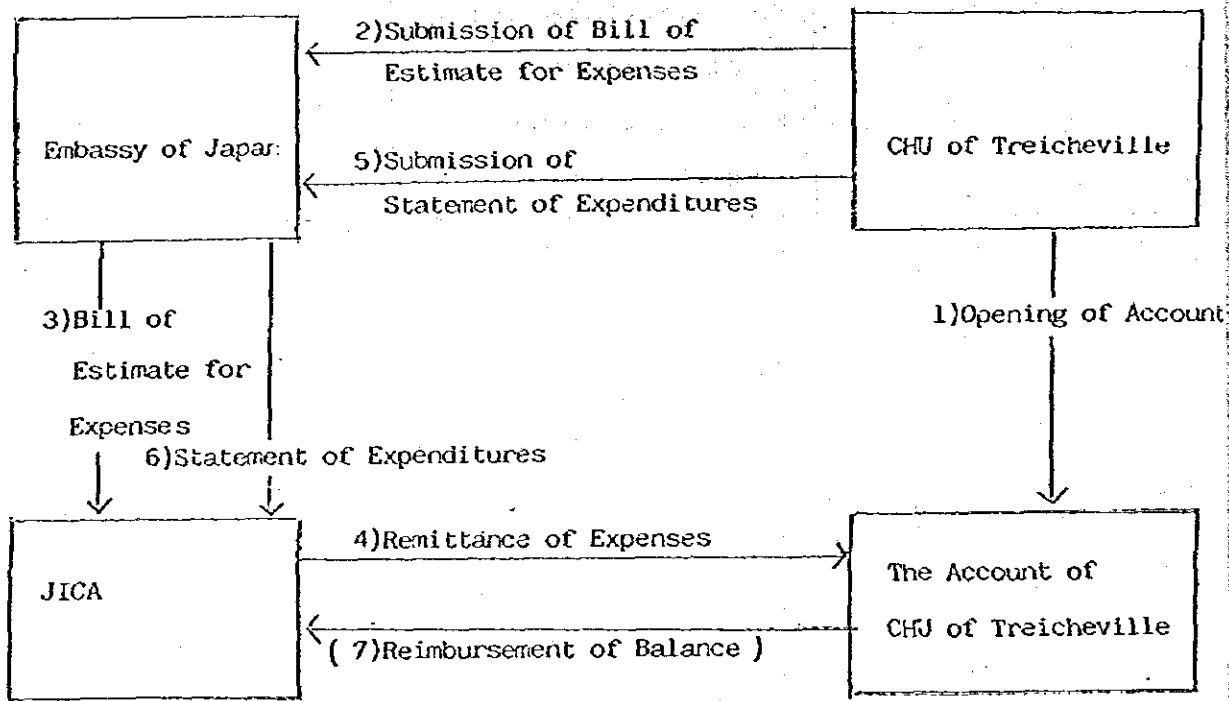 2)Submission of Bill of
Estimate for Expenses
Embassy of Japan
CHU of Treicheville
5)Submission of
Statement of Expenditures
3)Bill of
Estimate for
Expenses
1)Opening of Account
6)Statement of Expenditures
JICA
4)Remittance of Expenses
The Account of
CHU of Treicheville
( 7)Reimbursement of Balance )